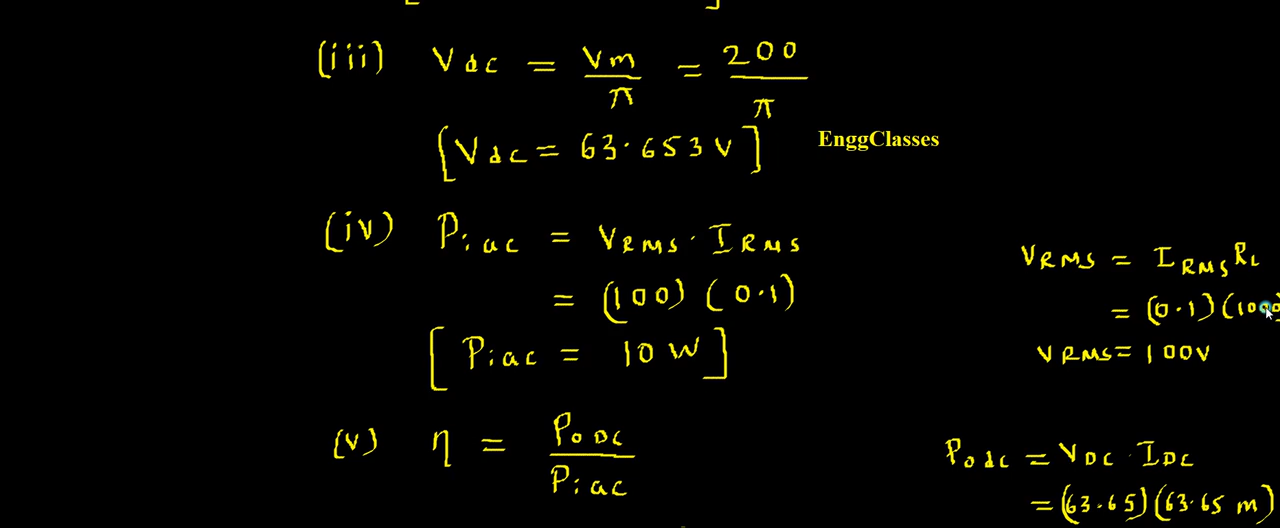 (iii) Vdc = Vm/π = 200/π
[Vdc = 63.653 V]
EnggClasses
(iv) Piac = VRMS · IRMS
= (100) (0.1)
[Piac = 10 W]
VRMS = IRMS RL
= (0.1) (1000)
VRMS = 100V
(v) η = PoDC/Piac
Podc = VDC · IDC
= (63.65) (63.65 m)